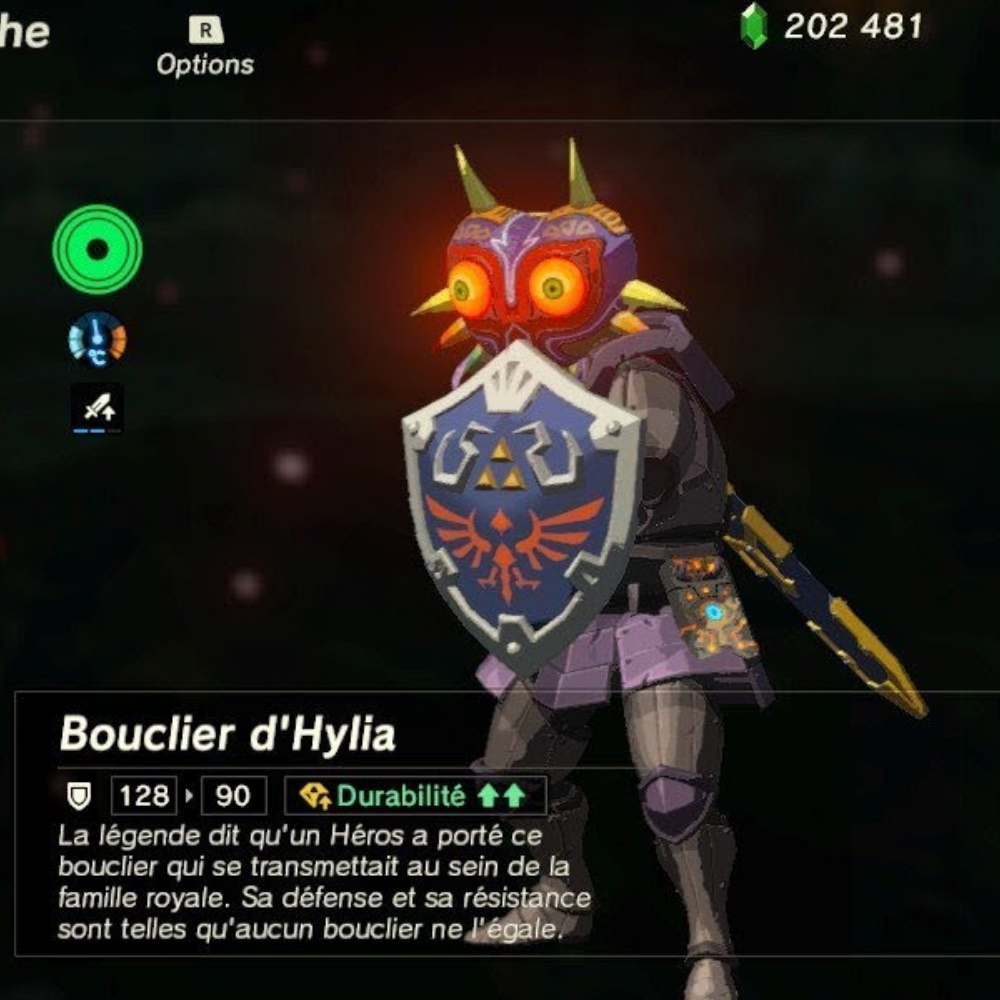 he
R
Options
202 481
°C
Bouclier d'Hylia
128 90 Durabilité
La légende dit qu'un Héros a porté ce
bouclier qui se transmettait au sein de la
famille royale. Sa défense et sa résistance
sont telles qu'aucun bouclier ne l'égale.